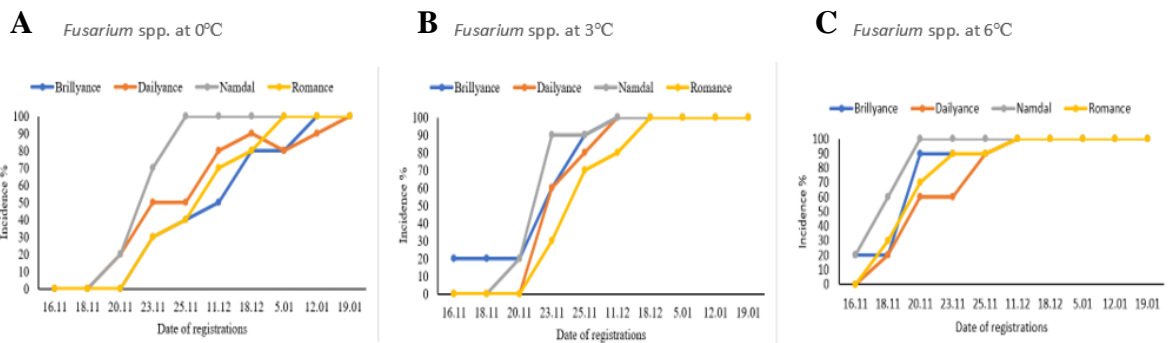 A Fusarium spp. at 0℃
Brillyance Dailyance Namdal Romance
100
90
80
70
60
50
40
30
20
10
0
Incidence %
16.11 18.11 20.11 23.11 25.11 11.12 18.12 5.01 12.01 19.01
Date of registrations
B Fusarium spp. at 3℃
Brillyance Dailyance Namdal Romance
100
90
80
70
60
50
40
30
20
10
0
Incidence %
16.11 18.11 20.11 23.11 25.11 11.12 18.12 5.01 12.01 19.01
Date of registrations
C Fusarium spp. at 6℃
Brillyance Dailyance Namdal Romance
100
90
80
70
60
50
40
30
20
10
0
Incidence %
16.11 18.11 20.11 23.11 25.11 11.12 18.12 5.01 12.01 19.01
Date of registrations